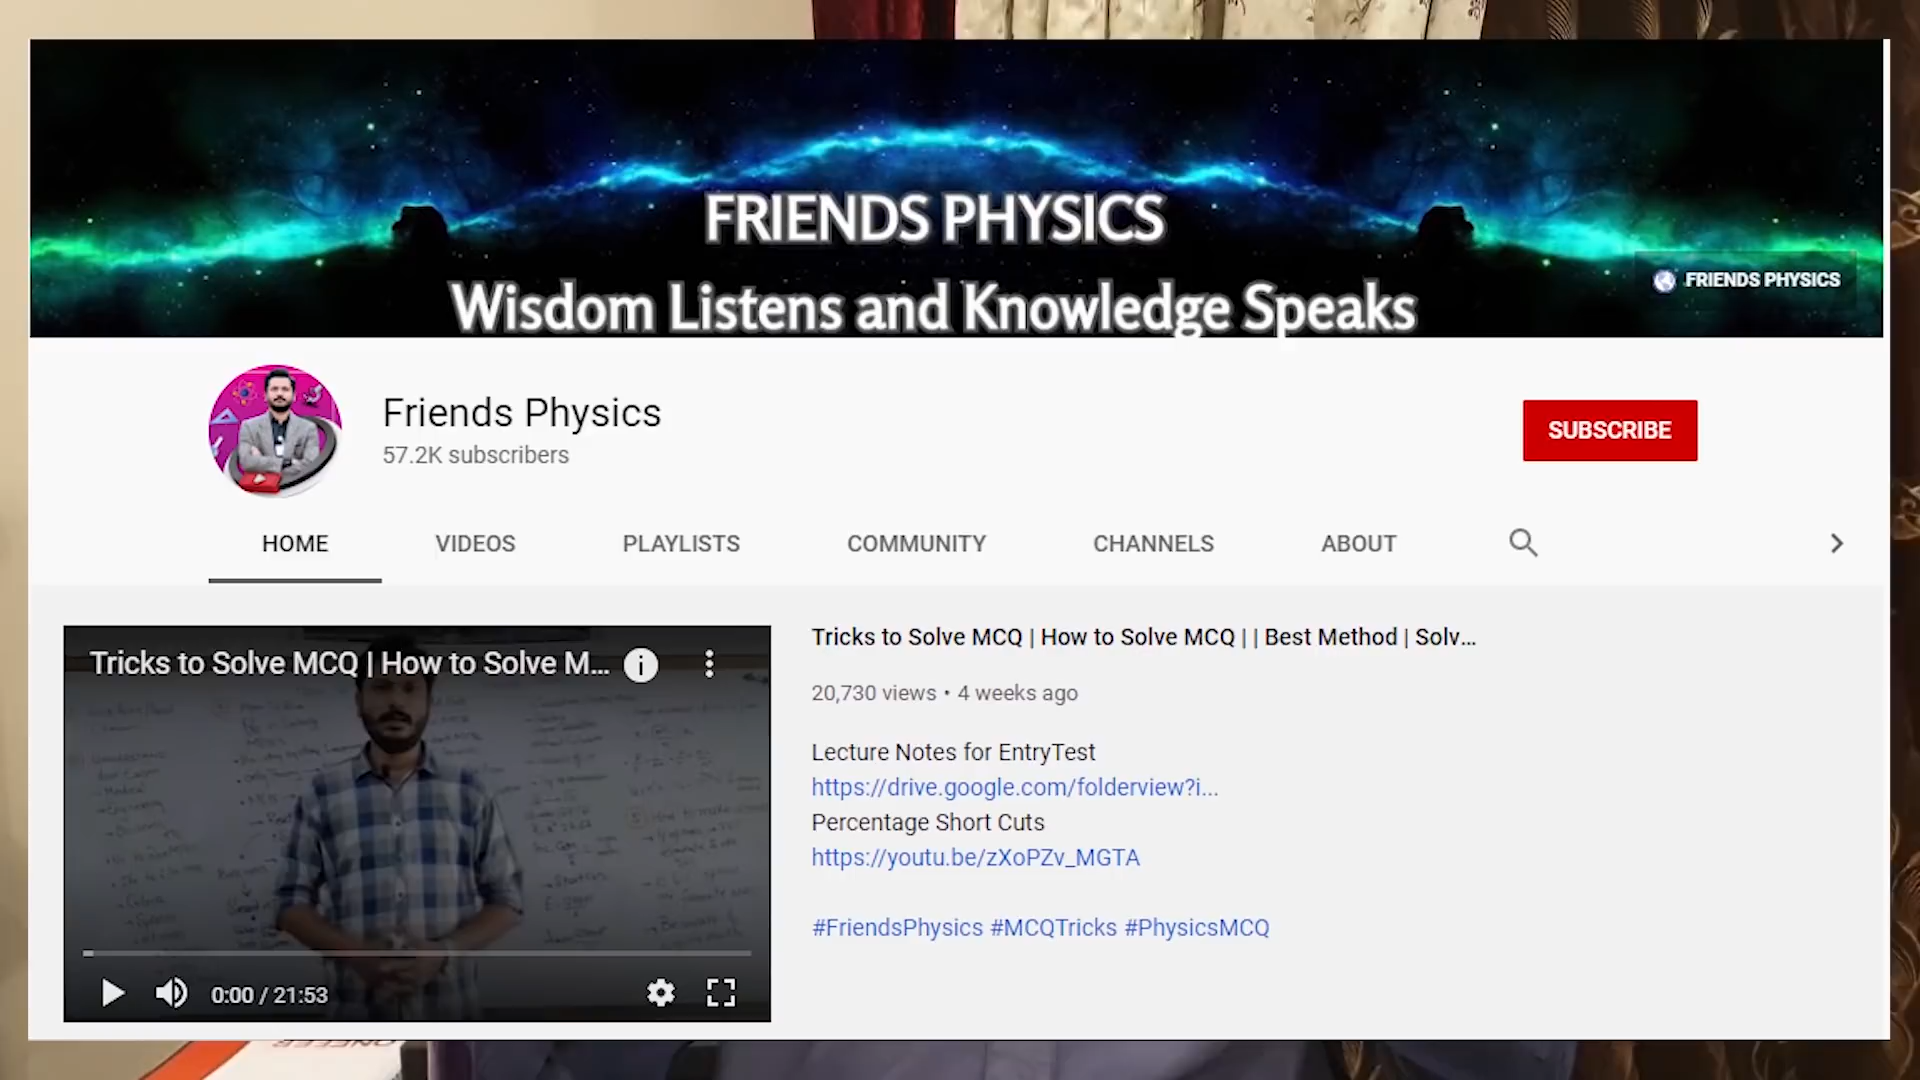 FRIENDS PHYSICS
Wisdom Listens and Knowledge Speaks
FRIENDS PHYSICS
Friends Physics
57.2K subscribers
SUBSCRIBE
HOME VIDEOS PLAYLISTS COMMUNITY CHANNELS ABOUT
Tricks to Solve MCQ | How to Solve M...
0:00 / 21:53
Tricks to Solve MCQ | How to Solve MCQ | | Best Method | Solv...
20,730 views • 4 weeks ago
Lecture Notes for EntryTest
https://drive.google.com/folderview?i...
Percentage Short Cuts
https://youtu.be/zXoPZv_MGTA
#FriendsPhysics #MCQTricks #PhysicsMCQ